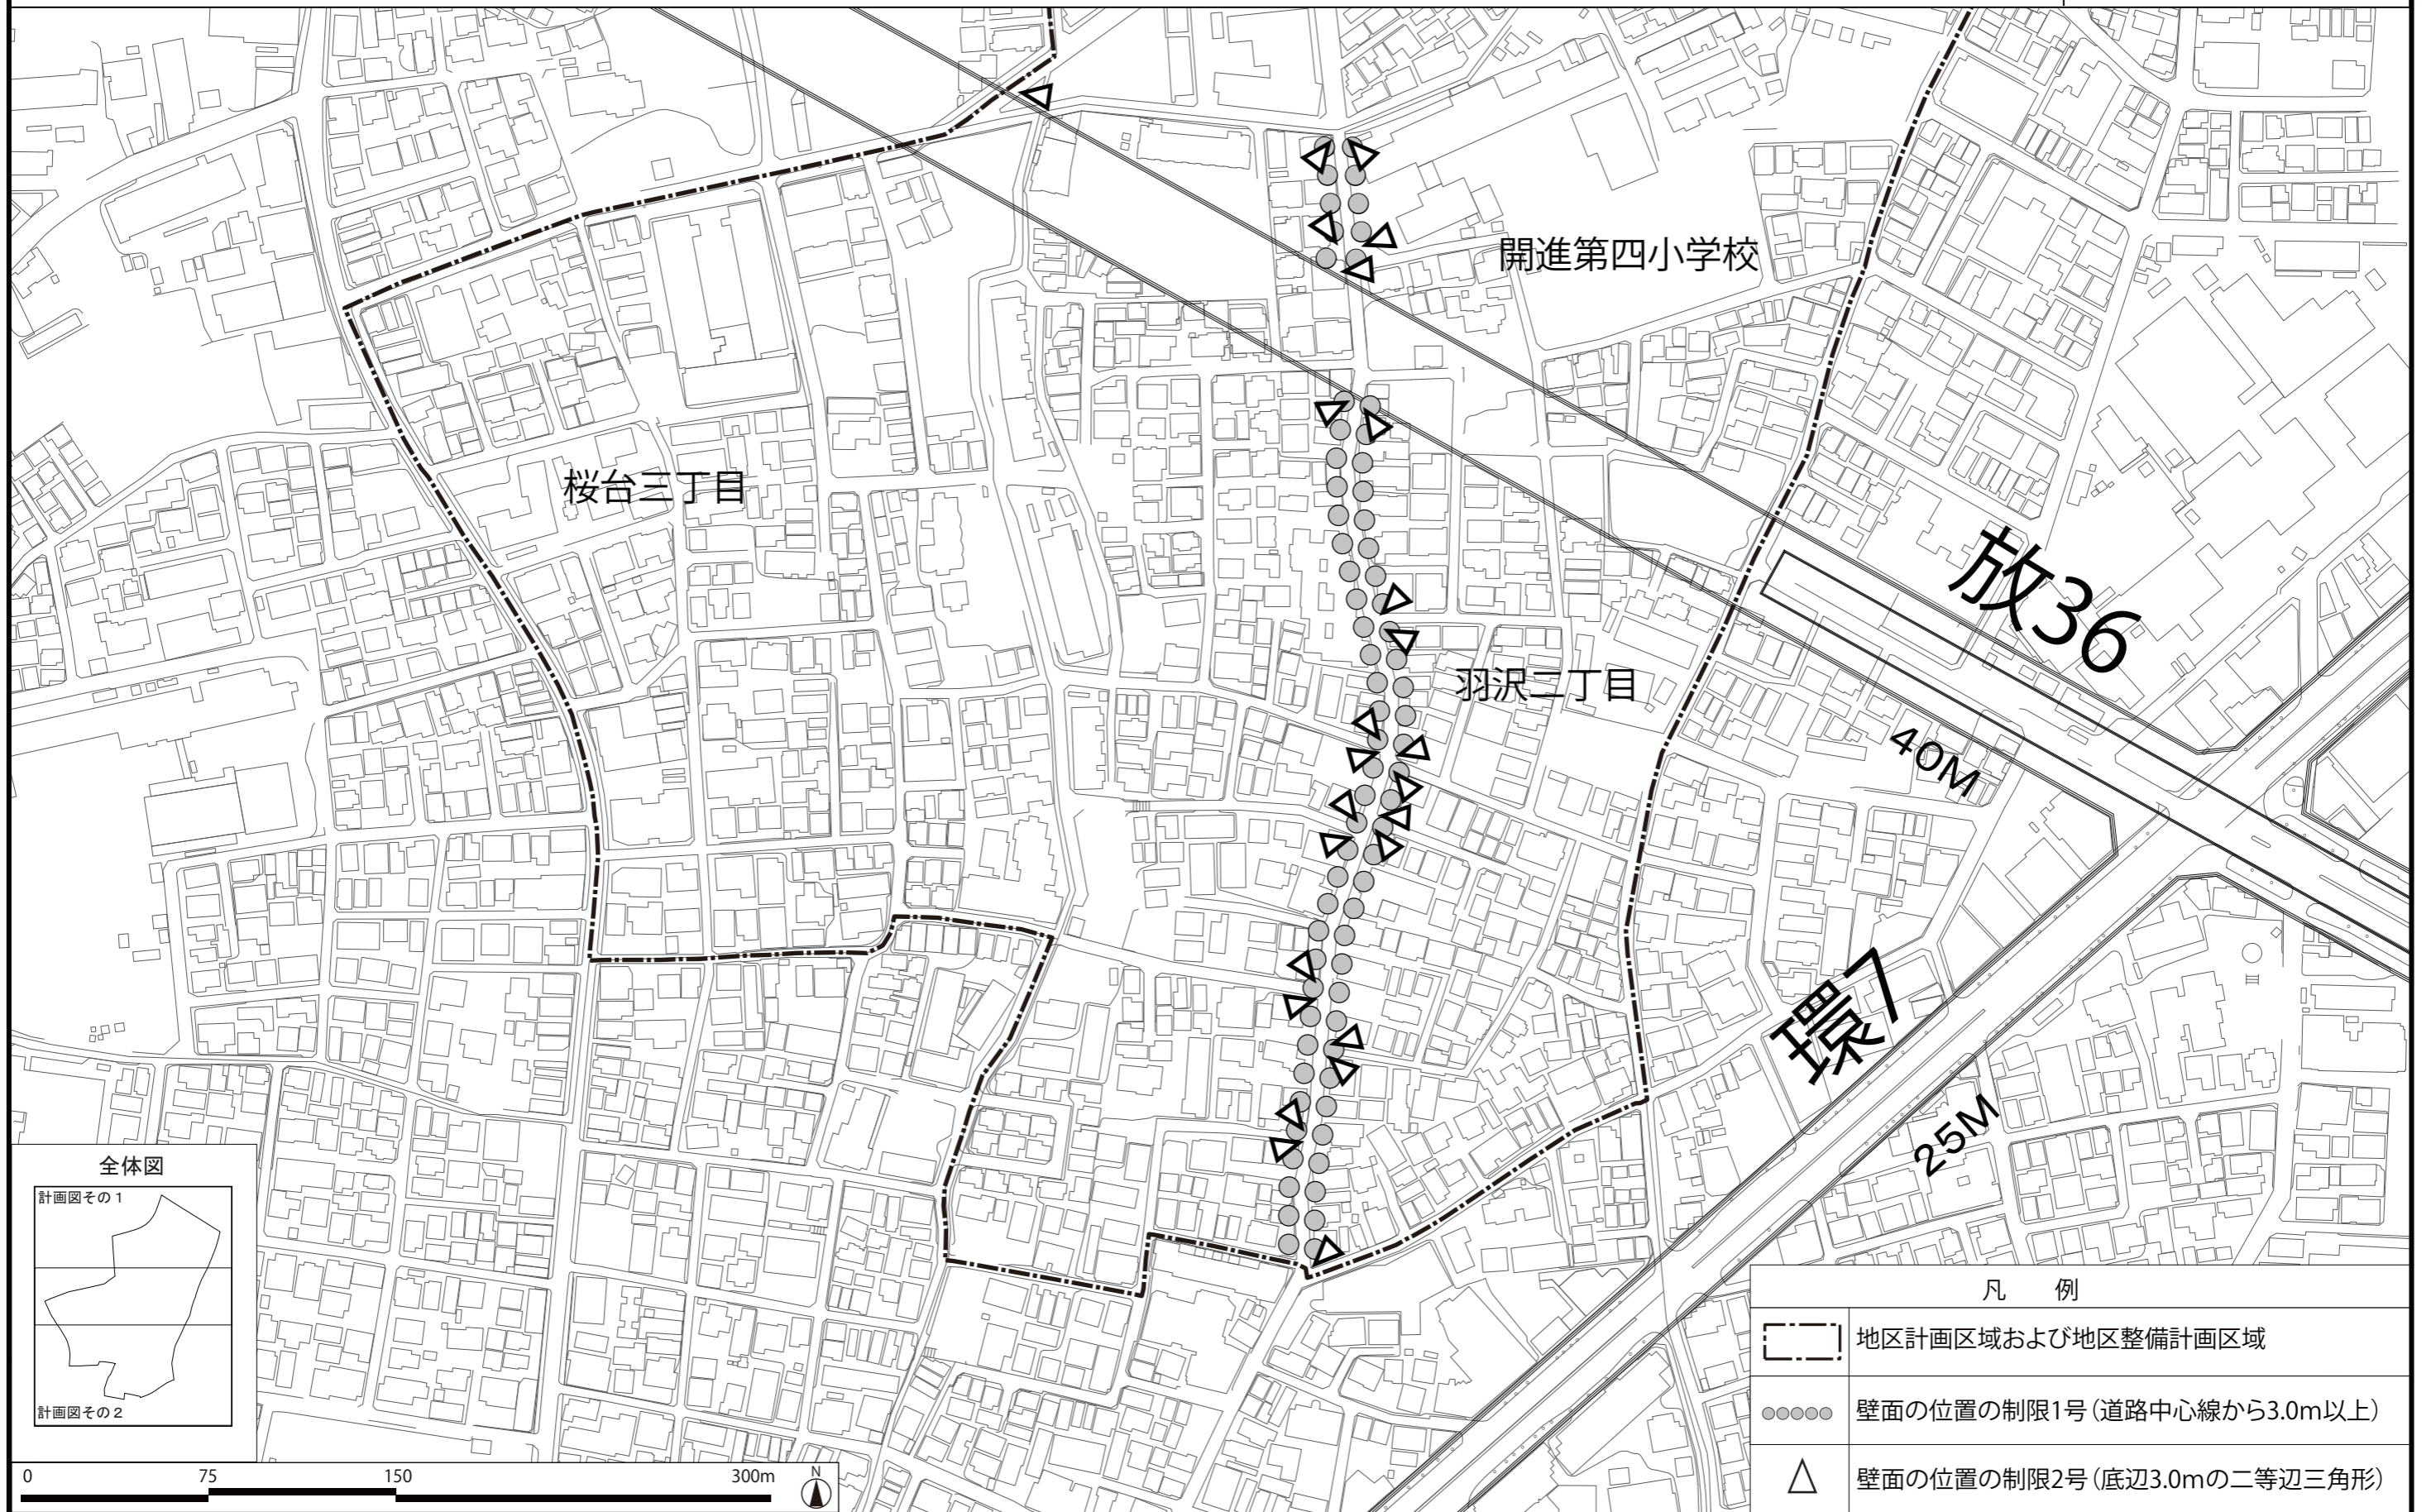 開進第四小学校
桜台三丁目
放36
羽沢二丁目
40M
環7
25M
全体図
計画図その1
計画図その2
0 75 150 300m
N
凡 例
地区計画区域および地区整備計画区域
壁面の位置の制限1号(道路中心線から3.0m以上)
壁面の位置の制限2号(底辺3.0mの二等辺三角形)